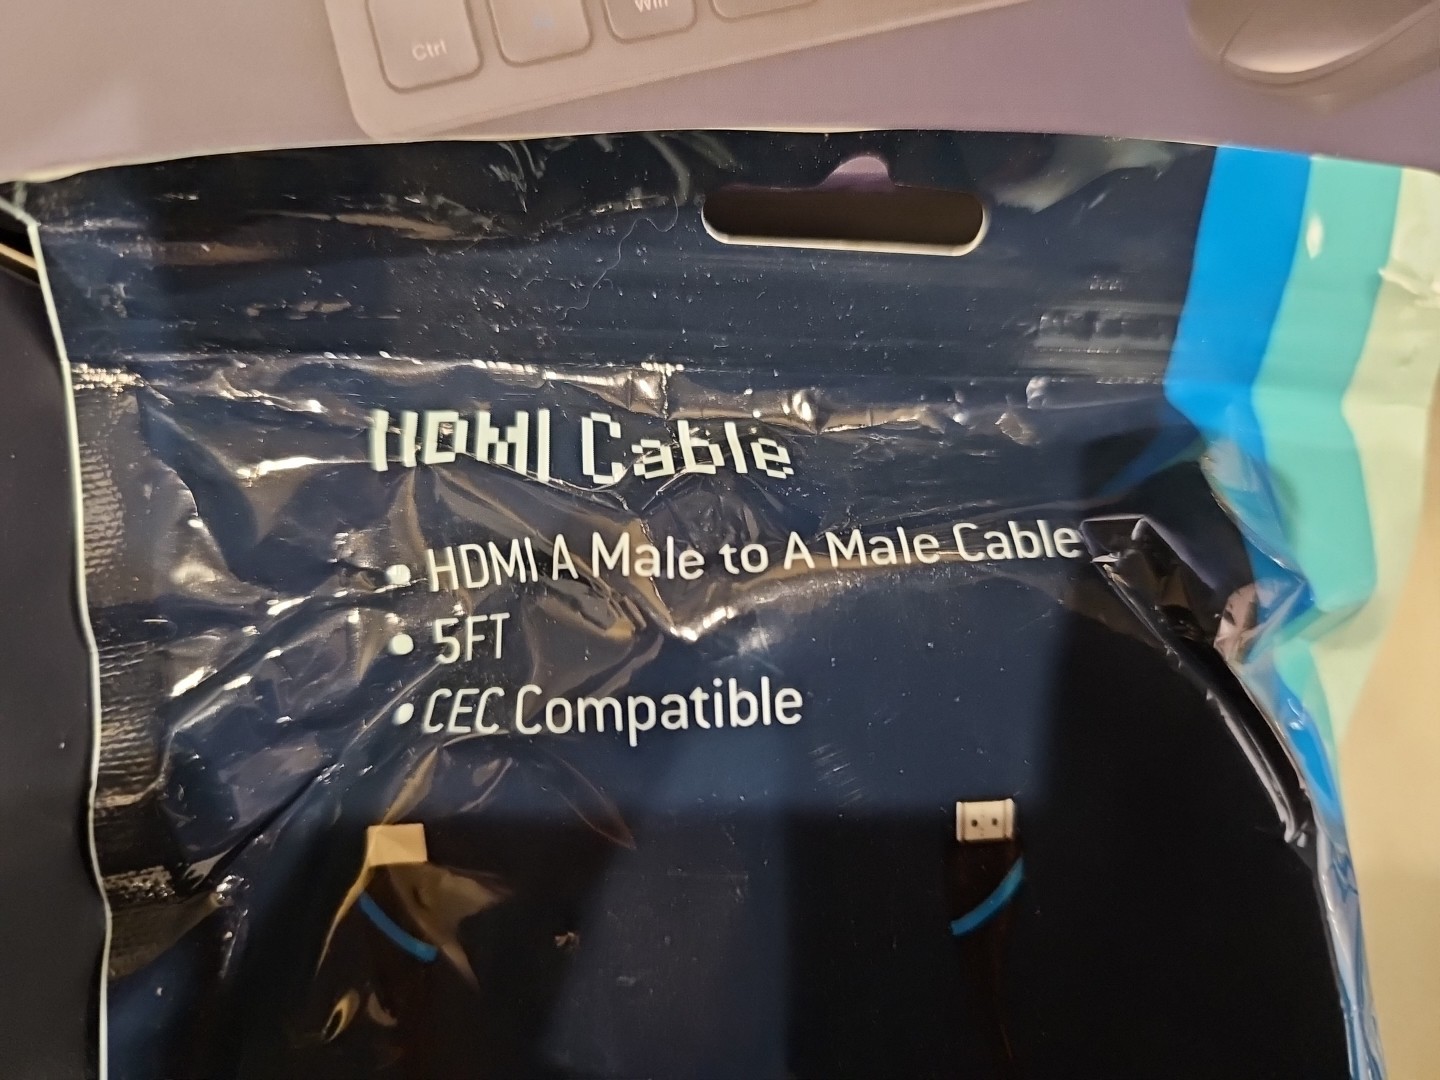 Ctrl
Win
HDMI Cable
• HDMI A Male to A Male Cable
• 5FT
• CEC Compatible